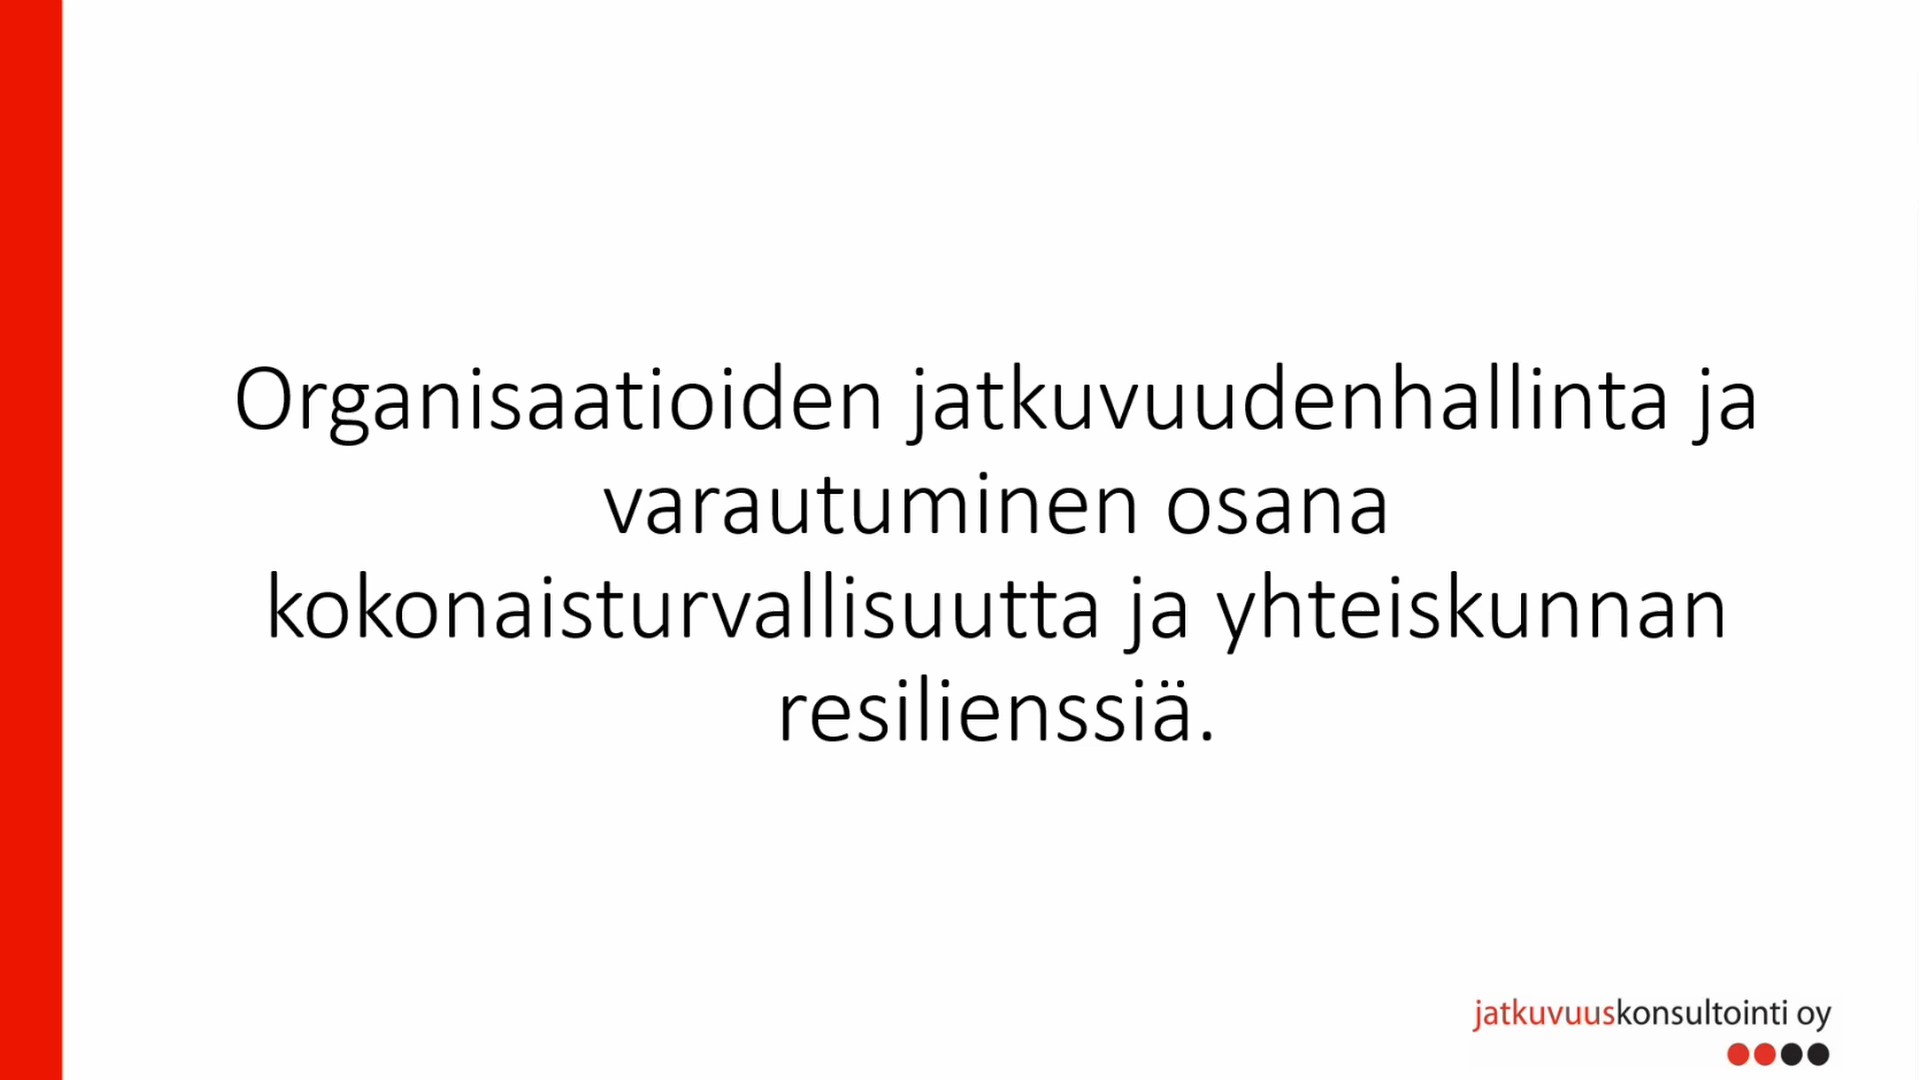 Organisaatioiden jatkuvuudenhallinta ja
varautuminen osana
kokonaisturvallisuutta ja yhteiskunnan
resilienssiä.
jatkuvuuskonsultointi oy